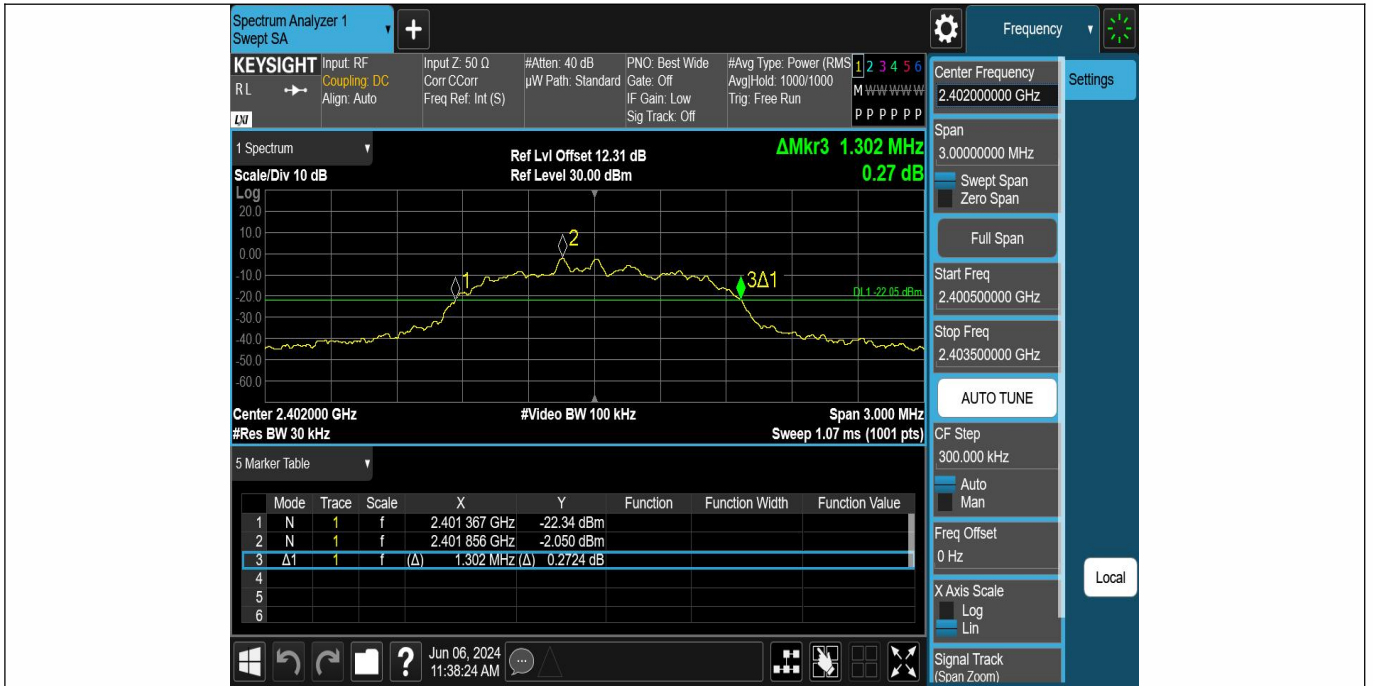 Spectrum Analyzer 1
Swept SA
+
Frequency
KEYSIGHT
RL
LXI
Input: RF
Coupling: DC
Align: Auto
Input Z: 50 Ω
Corr CCorr
Freq Ref: Int (S)
#Atten: 40 dB
µW Path: Standard
PNO: Best Wide
Gate: Off
IF Gain: Low
Sig Track: Off
#Avg Type: Power (RMS
Avg|Hold: 1000/1000
Trig: Free Run
1 2 3 4 5 6
M W W W W W
P P P P P P
1 Spectrum
Scale/Div 10 dB
Ref Lvl Offset 12.31 dB
Ref Level 30.00 dBm
ΔMkr3 1.302 MHz
0.27 dB
Log
20.0
10.0
0.00
-10.0
-20.0
-30.0
-40.0
-50.0
-60.0
1
2
3Δ1
DL1 -22.05 dBm
Center 2.402000 GHz
#Video BW 100 kHz
Span 3.000 MHz
#Res BW 30 kHz
Sweep 1.07 ms (1001 pts)
5 Marker Table
Mode Trace Scale X Y Function Function Width Function Value
1 N 1 f 2.401 367 GHz -22.34 dBm
2 N 1 f 2.401 856 GHz -2.050 dBm
3 Δ1 1 f (Δ) 1.302 MHz (Δ) 0.2724 dB
4
5
6
?
Jun 06, 2024
11:38:24 AM
Center Frequency
2.402000000 GHz
Settings
Span
3.00000000 MHz
Swept Span
Zero Span
Full Span
Start Freq
2.400500000 GHz
Stop Freq
2.403500000 GHz
AUTO TUNE
CF Step
300.000 kHz
Auto
Man
Freq Offset
0 Hz
X Axis Scale
Log
Lin
Signal Track
(Span Zoom)
Local